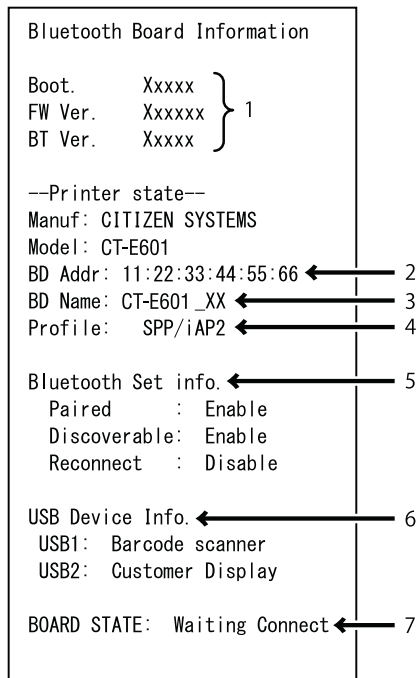 Bluetooth Board Information
Boot. Xxxxx
FW Ver. Xxxxxx 1
BT Ver. Xxxxx
--Printer state--
Manuf: CITIZEN SYSTEMS
Model: CT-E601
BD Addr: 11:22:33:44:55:66 2
BD Name: CT-E601_XX 3
Profile: SPP/iAP2 4
Bluetooth Set info. 5
Paired : Enable
Discoverable: Enable
Reconnect : Disable
USB Device Info. 6
USB1: Barcode scanner
USB2: Customer Display
BOARD STATE: Waiting Connect 7